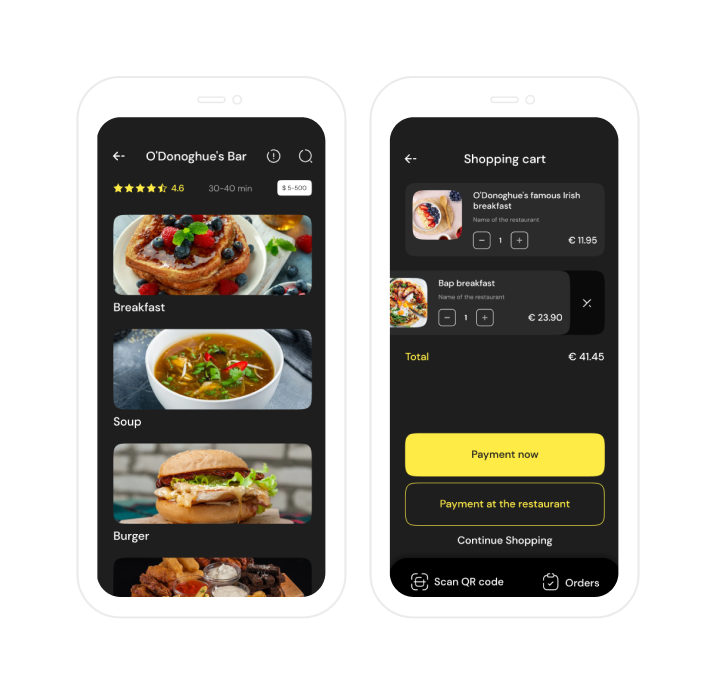 O'Donoghue's Bar
4.6
30-40 min
$ 5-500
Breakfast
Soup
Burger
Shopping cart
O'Donoghue's famous Irish
breakfast
Name of the restaurant
− 1 +
€ 11.95
Bap breakfast
Name of the restaurant
− 1 +
€ 23.90
Total
€ 41.45
Payment now
Payment at the restaurant
Continue Shopping
Scan QR code
Orders